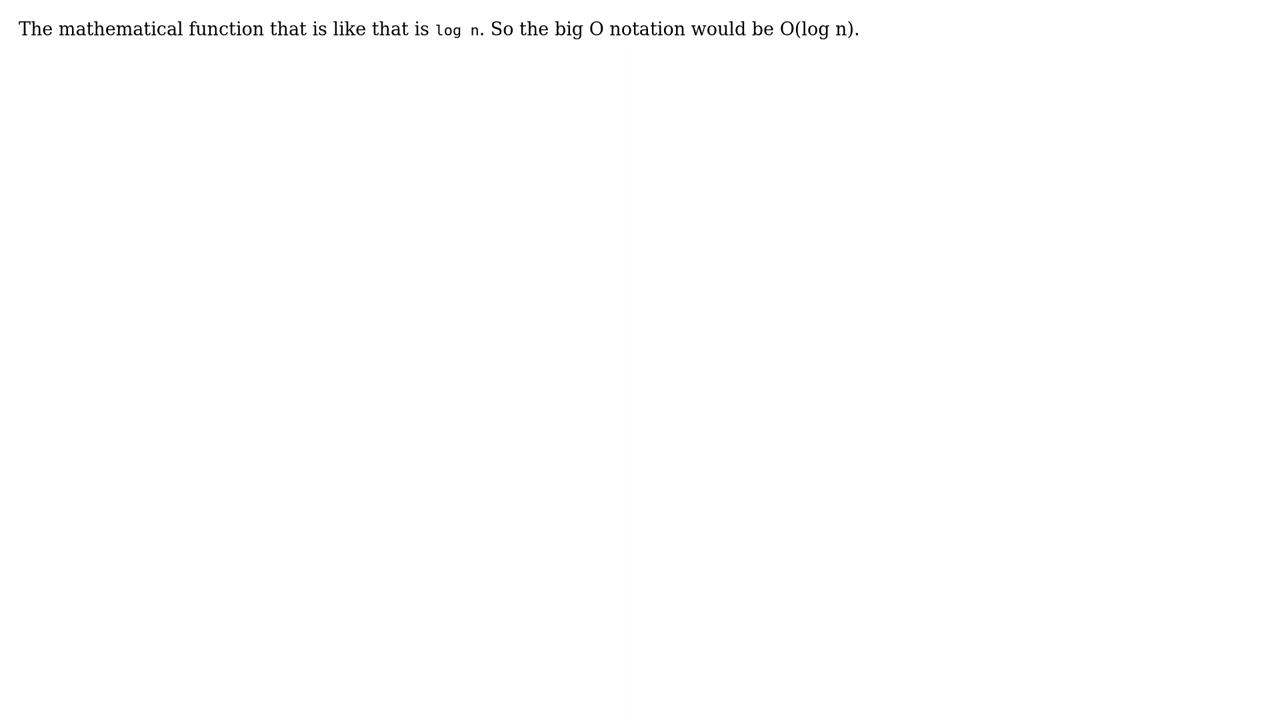 The mathematical function that is like that is log n. So the big O notation would be O(log n).